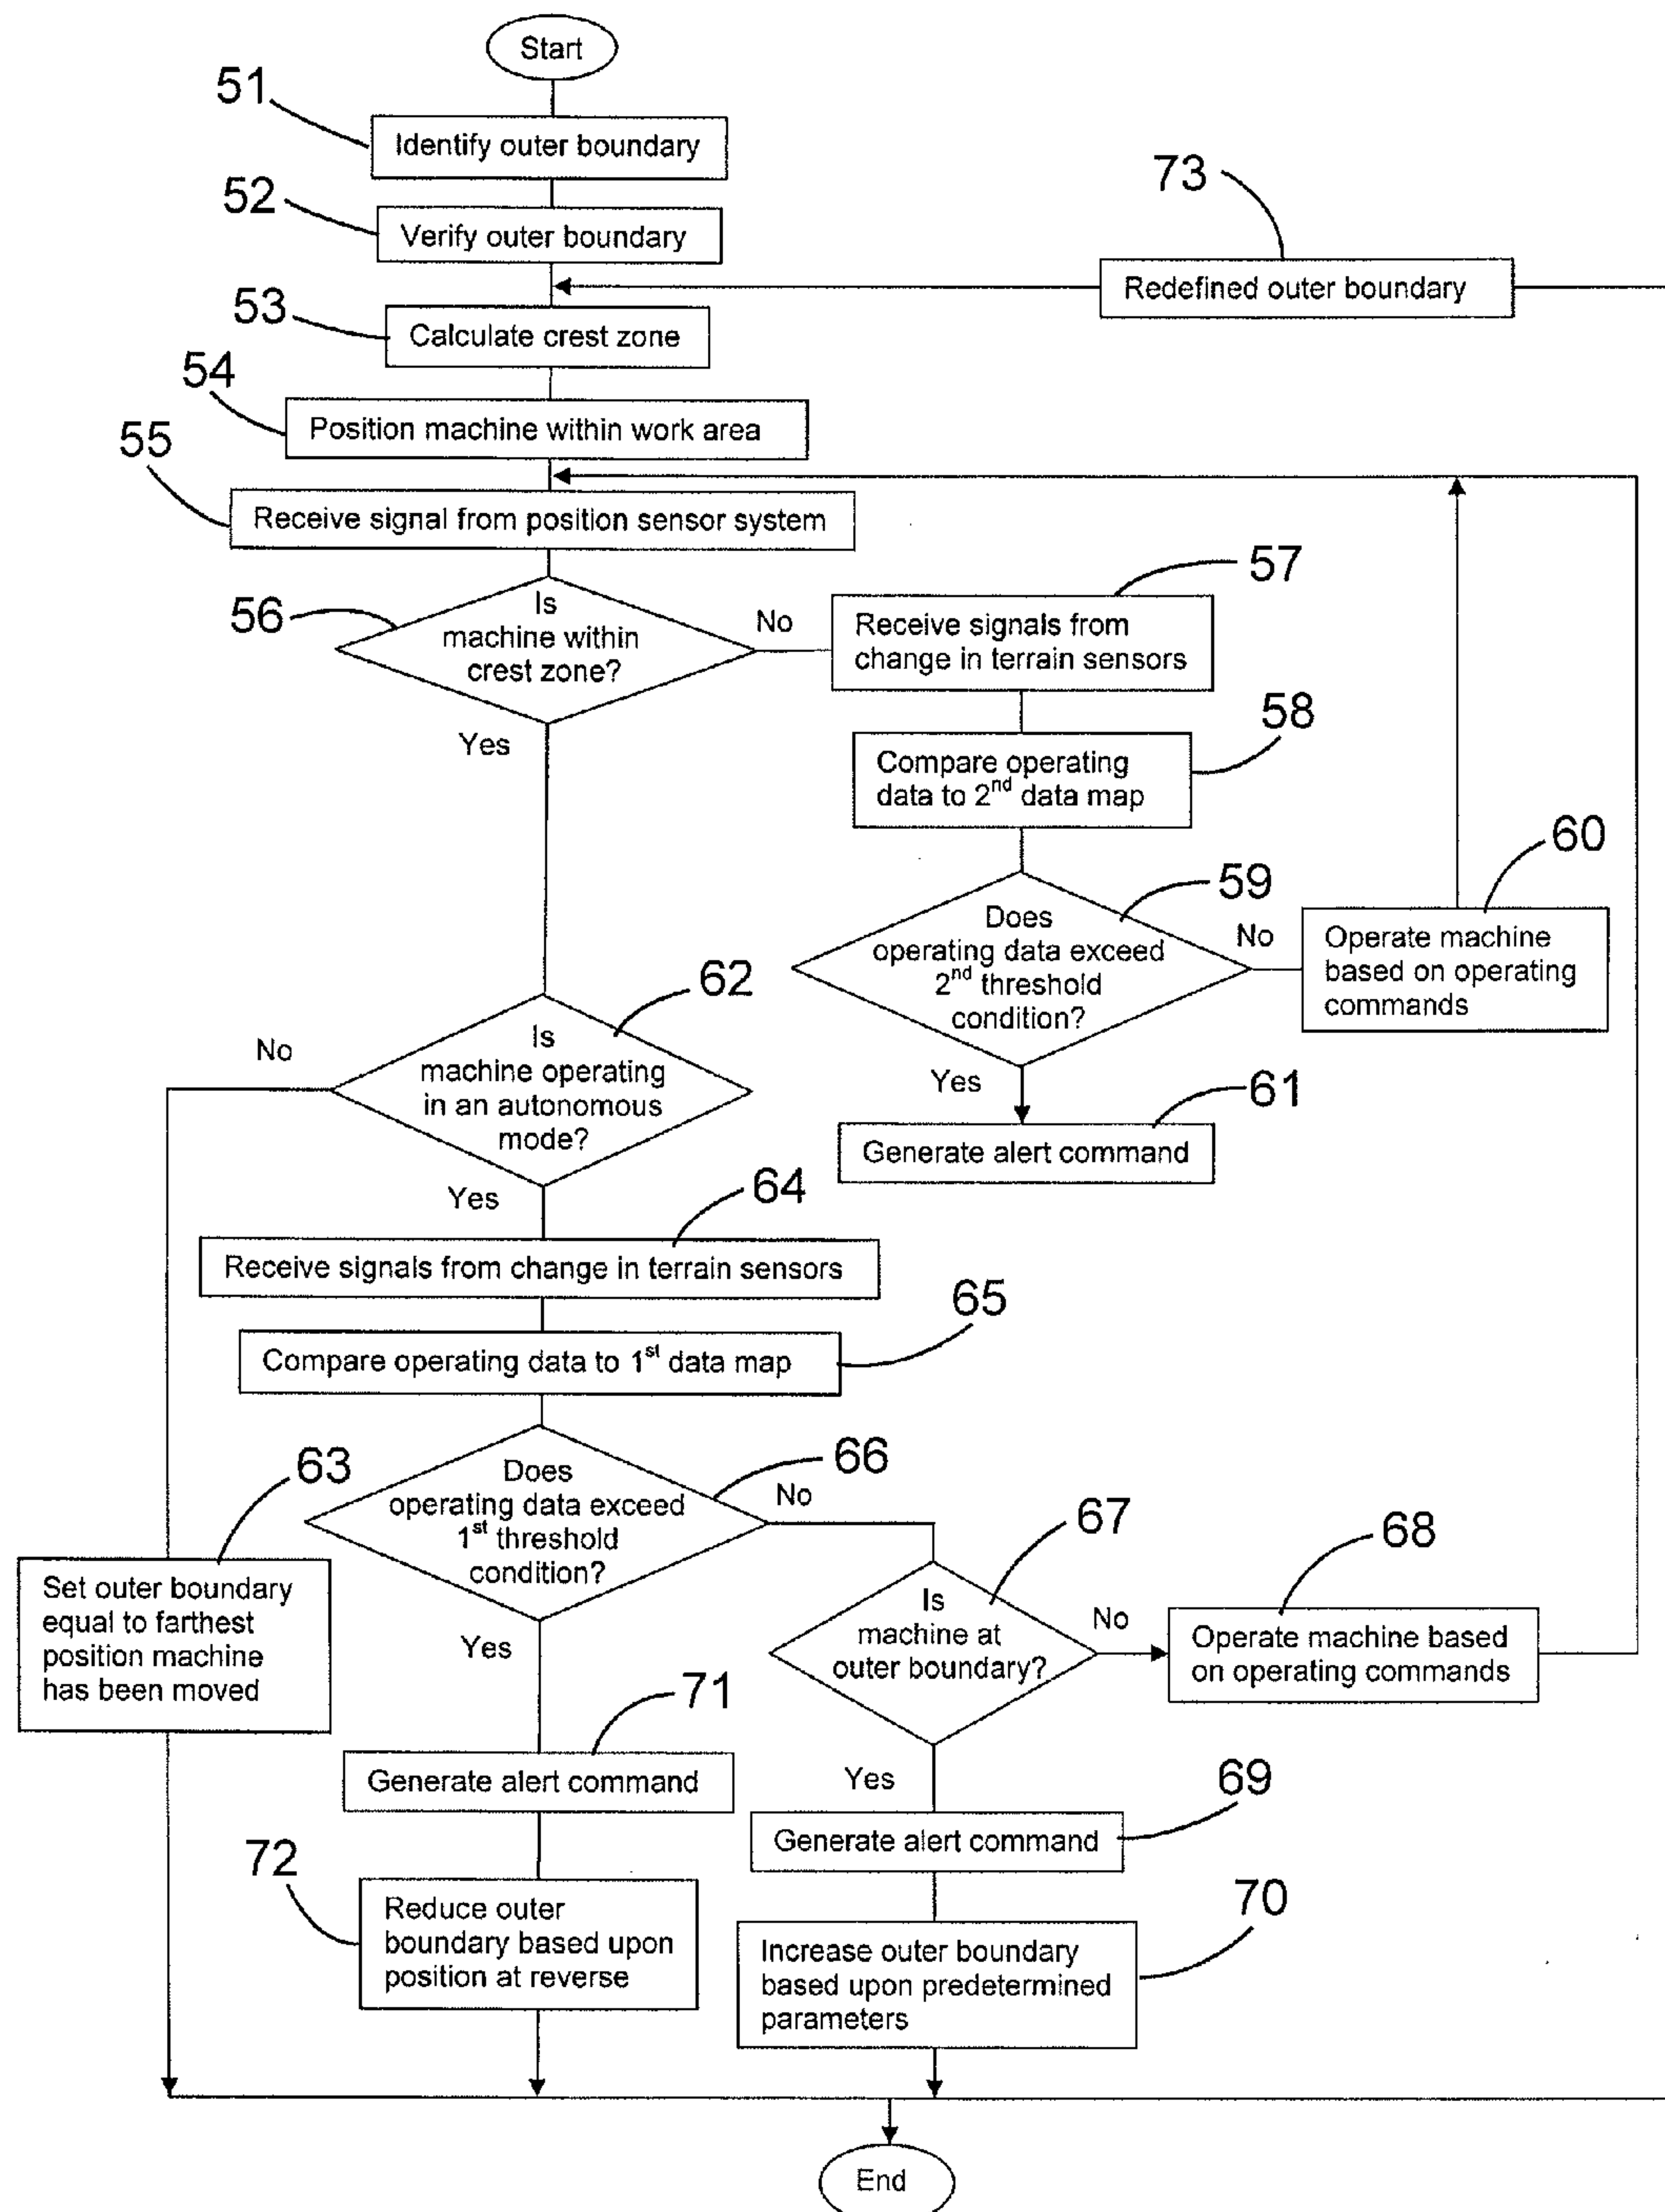 Start
51
Identify outer boundary
52
Verify outer boundary
73
Redefined outer boundary
53
Calculate crest zone
54
Position machine within work area
55
Receive signal from position sensor system
56
Is
machine within
crest zone?
No
Yes
57
Receive signals from
change in terrain sensors
58
Compare operating
data to 2nd data map
59
Does
operating data exceed
2nd threshold
condition?
No
Yes
60
Operate machine
based on operating
commands
61
Generate alert command
62
Is
machine operating
in an autonomous
mode?
No
Yes
64
Receive signals from change in terrain sensors
65
Compare operating data to 1st data map
63
Set outer boundary
equal to farthest
position machine
has been moved
66
Does
operating data exceed
1st threshold
condition?
No
Yes
67
Is
machine at
outer boundary?
No
Yes
68
Operate machine based
on operating commands
71
Generate alert command
69
Generate alert command
72
Reduce outer
boundary based upon
position at reverse
70
Increase outer boundary
based upon predetermined
parameters
End